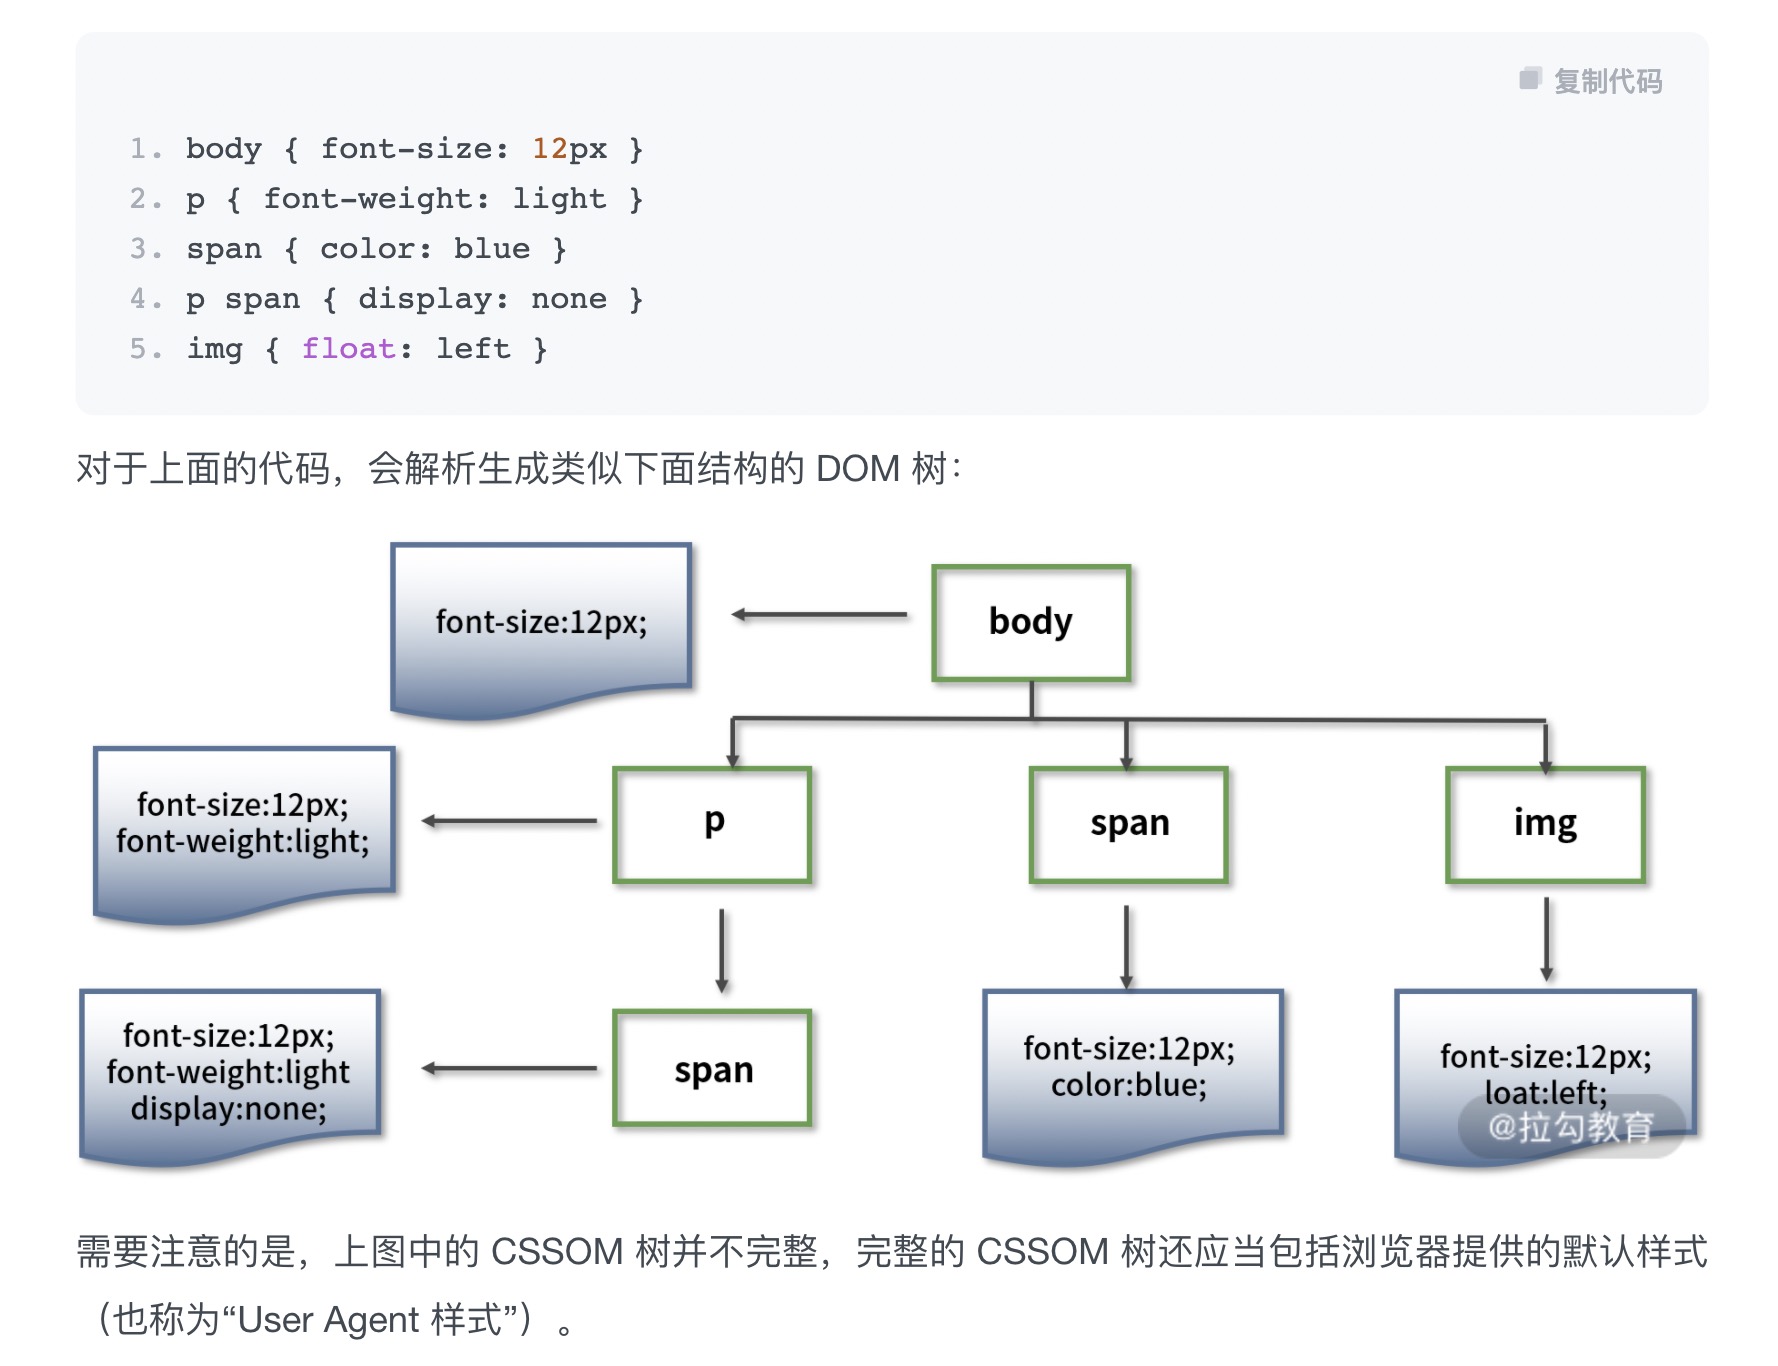 复制代码
1. body { font-size: 12px }
2. p { font-weight: light }
3. span { color: blue }
4. p span { display: none }
5. img { float: left }
对于上面的代码，会解析生成类似下面结构的 DOM 树：
font-size:12px;
body
font-size:12px;
font-weight:light;
p
span
img
font-size:12px;
font-weight:light
display:none;
span
font-size:12px;
color:blue;
font-size:12px;
loat:left;
@拉勾教育
需要注意的是，上图中的 CSSOM 树并不完整，完整的 CSSOM 树还应当包括浏览器提供的默认样式
（也称为“User Agent 样式”）。